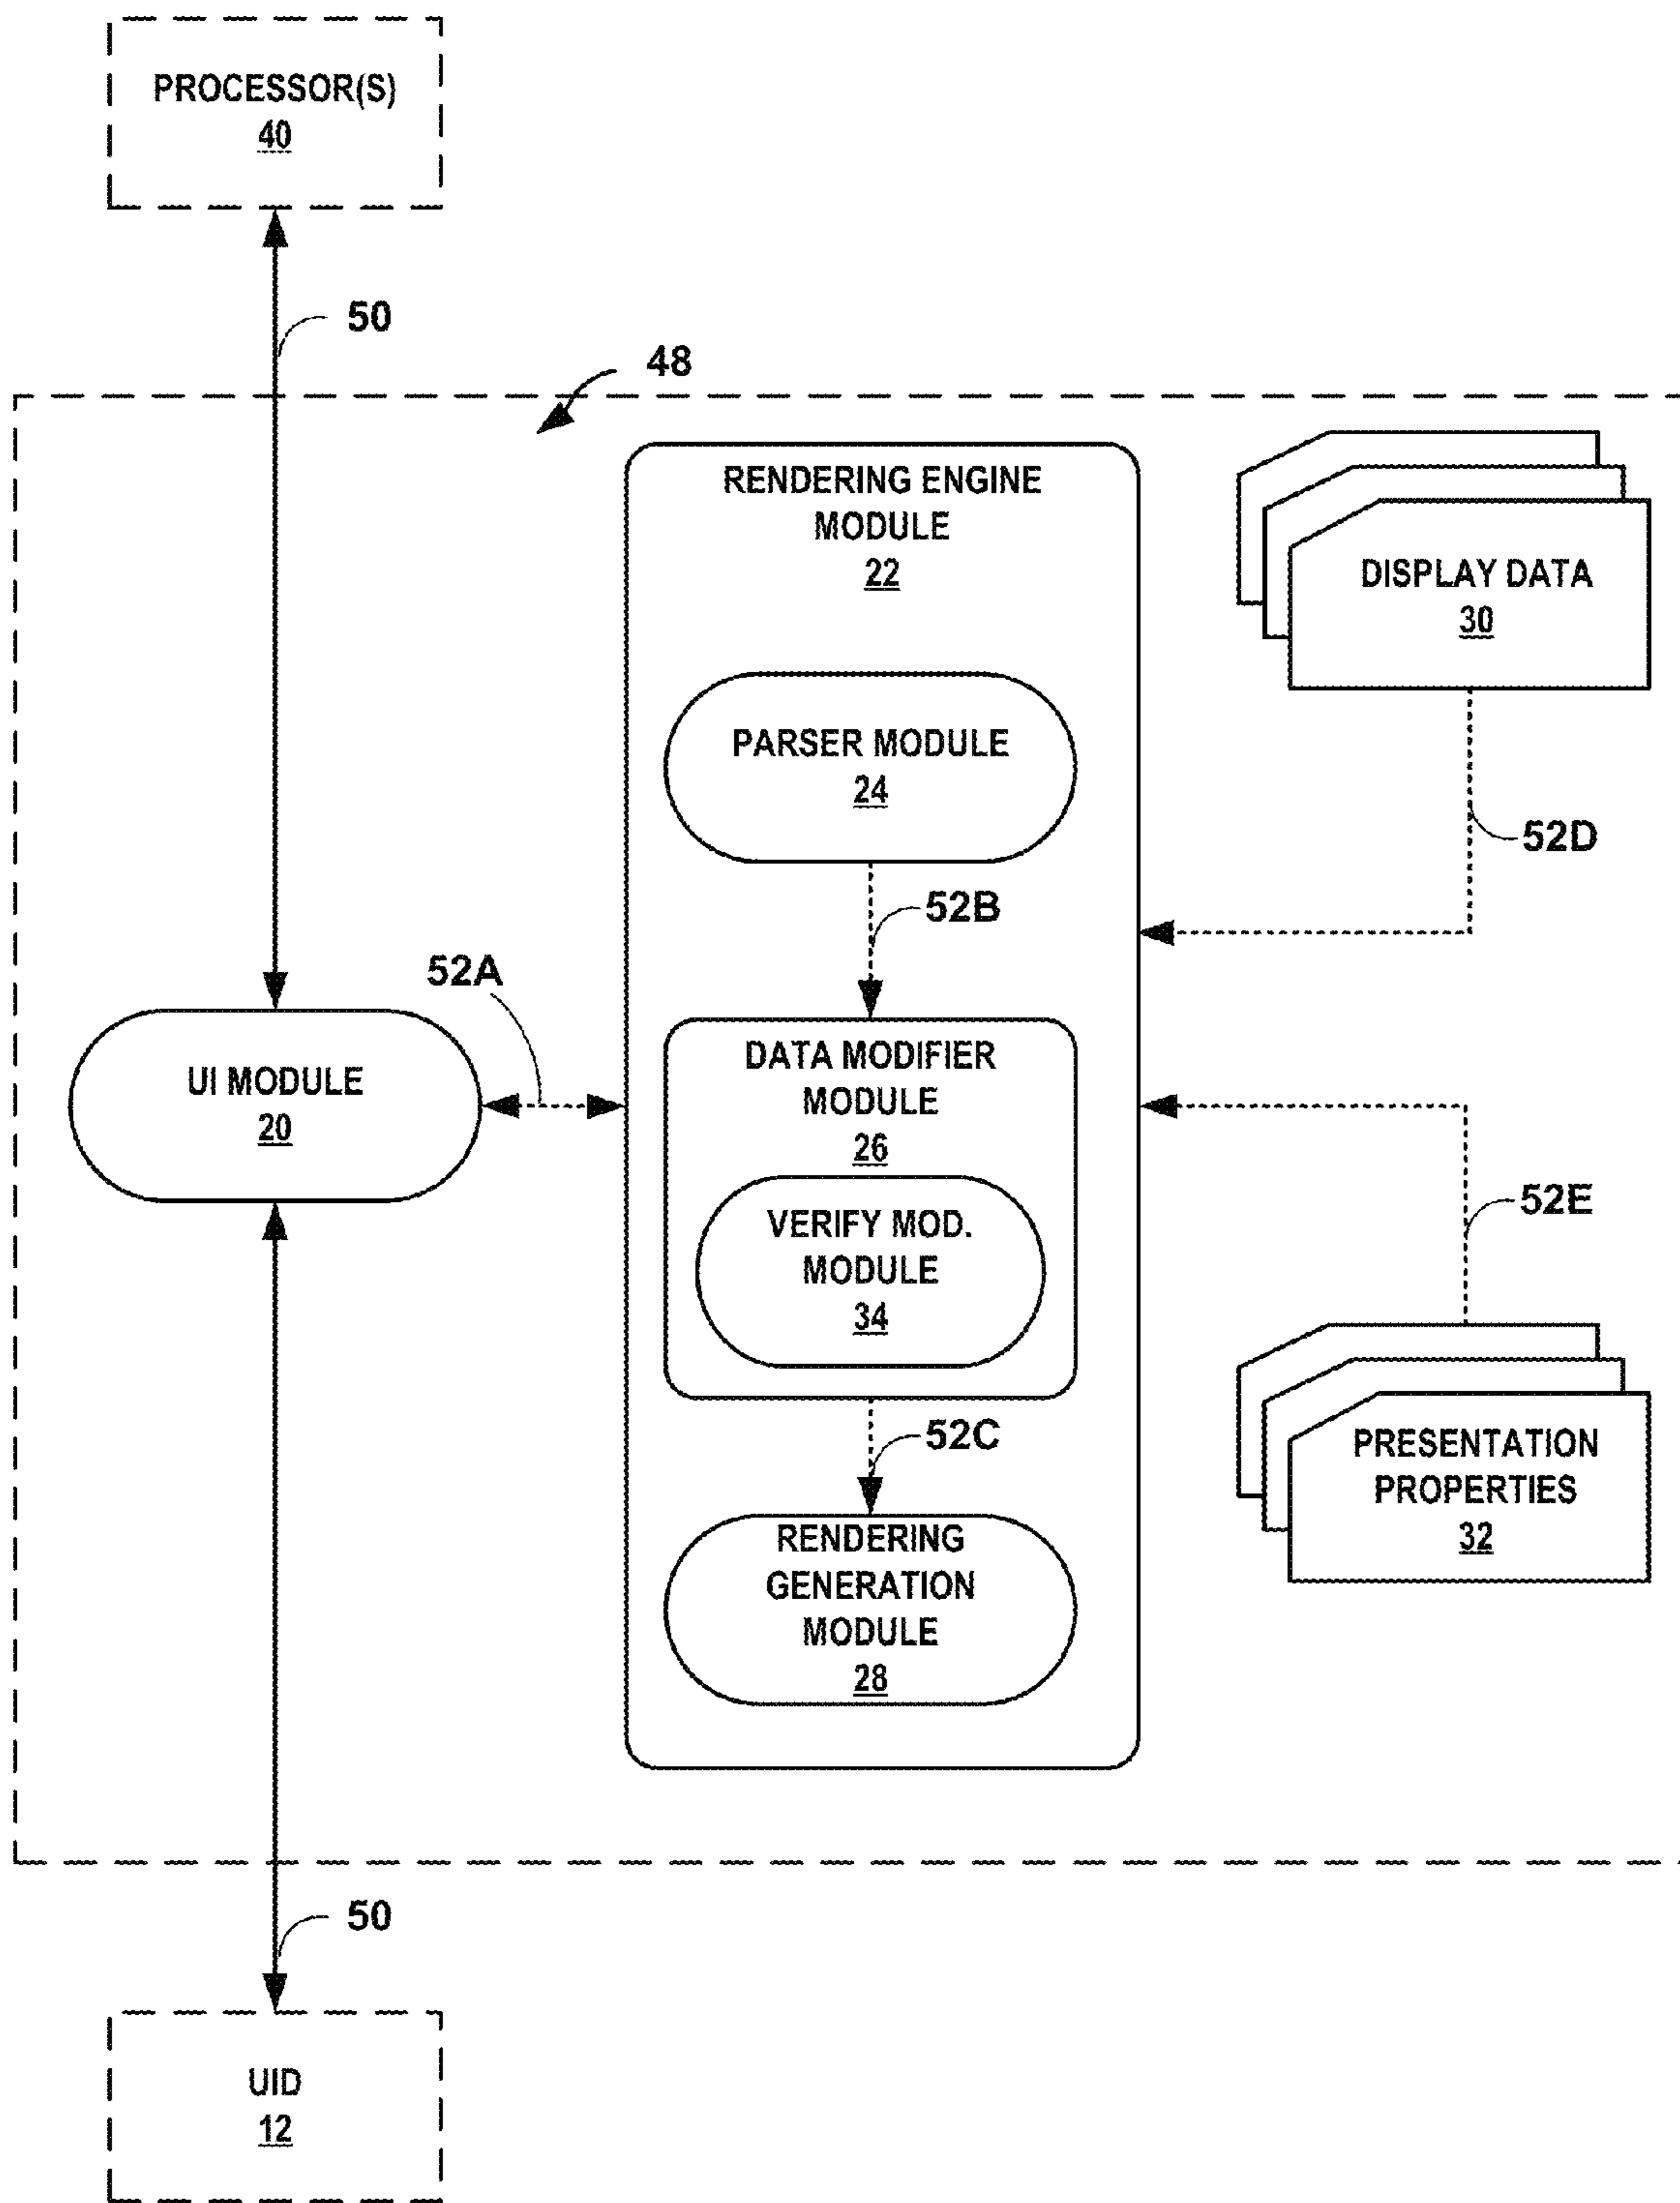 PROCESSOR(S)
40
50
48
RENDERING ENGINE
MODULE
22
DISPLAY DATA
30
PARSER MODULE
24
52D
52B
52A
UI MODULE
20
DATA MODIFIER
MODULE
26
VERIFY MOD.
MODULE
34
52E
52C
PRESENTATION
PROPERTIES
32
RENDERING
GENERATION
MODULE
28
50
UID
12